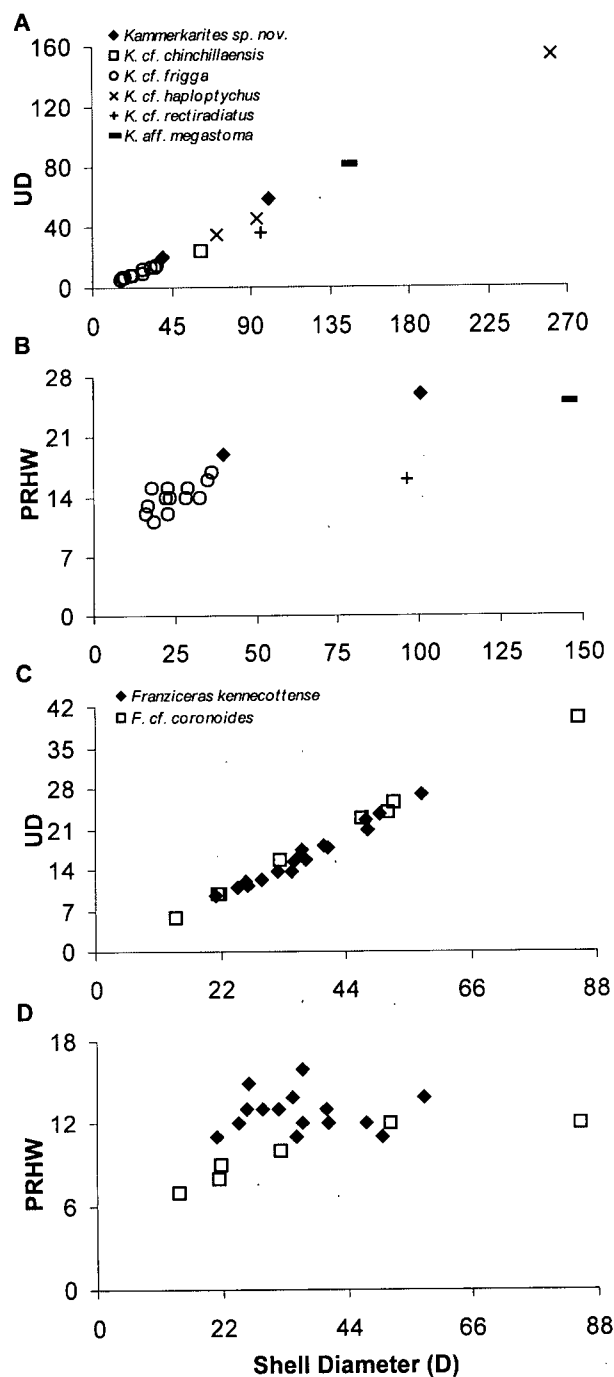 A
160
120
80
40
0
UD
Kammerkarites sp. nov.
K. cf. chinchillaensis
K. cf. frigga
K. cf. haploptychus
K. cf. rectiradiatus
K. aff. megastoma
0 45 90 135 180 225 270
B
28
21
14
7
0
PRHW
0 25 50 75 100 125 150
C
42
35
28
21
14
7
0
UD
Franziceras kennecottense
F. cf. coronoides
0 22 44 66 88
D
18
12
6
0
PRHW
0 22 44 66 88
Shell Diameter (D)